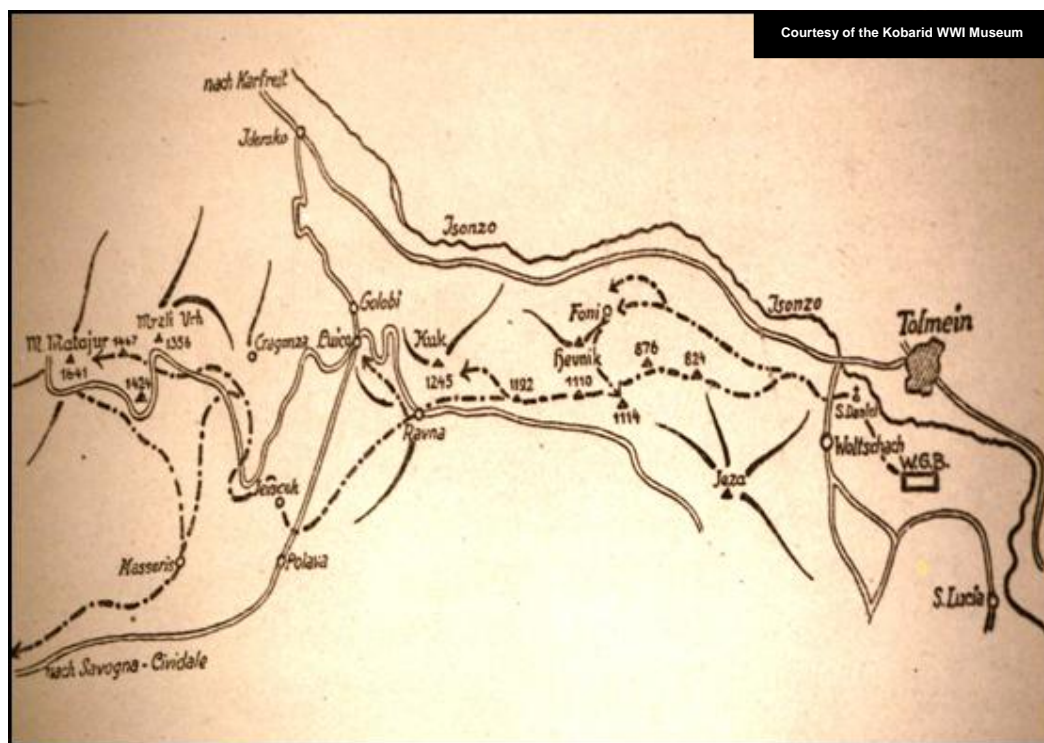 Courtesy of the Kobarid WWI Museum
nach Karfreit
Idersko
Isonzo
Golobi
Isonzo
Foni
Tolmein
Mrzli Vrh
M. Matajur
1447
1356
Cragonza
Luico
Kuk
Hevnik
876
824
1641
1424
1245
1192
1110
1114
S. Daniel
Ravna
Woltschach
W.G.B.
Jeza
Jevscek
Masseris
Polava
S. Lucia
nach Savogna - Cividale